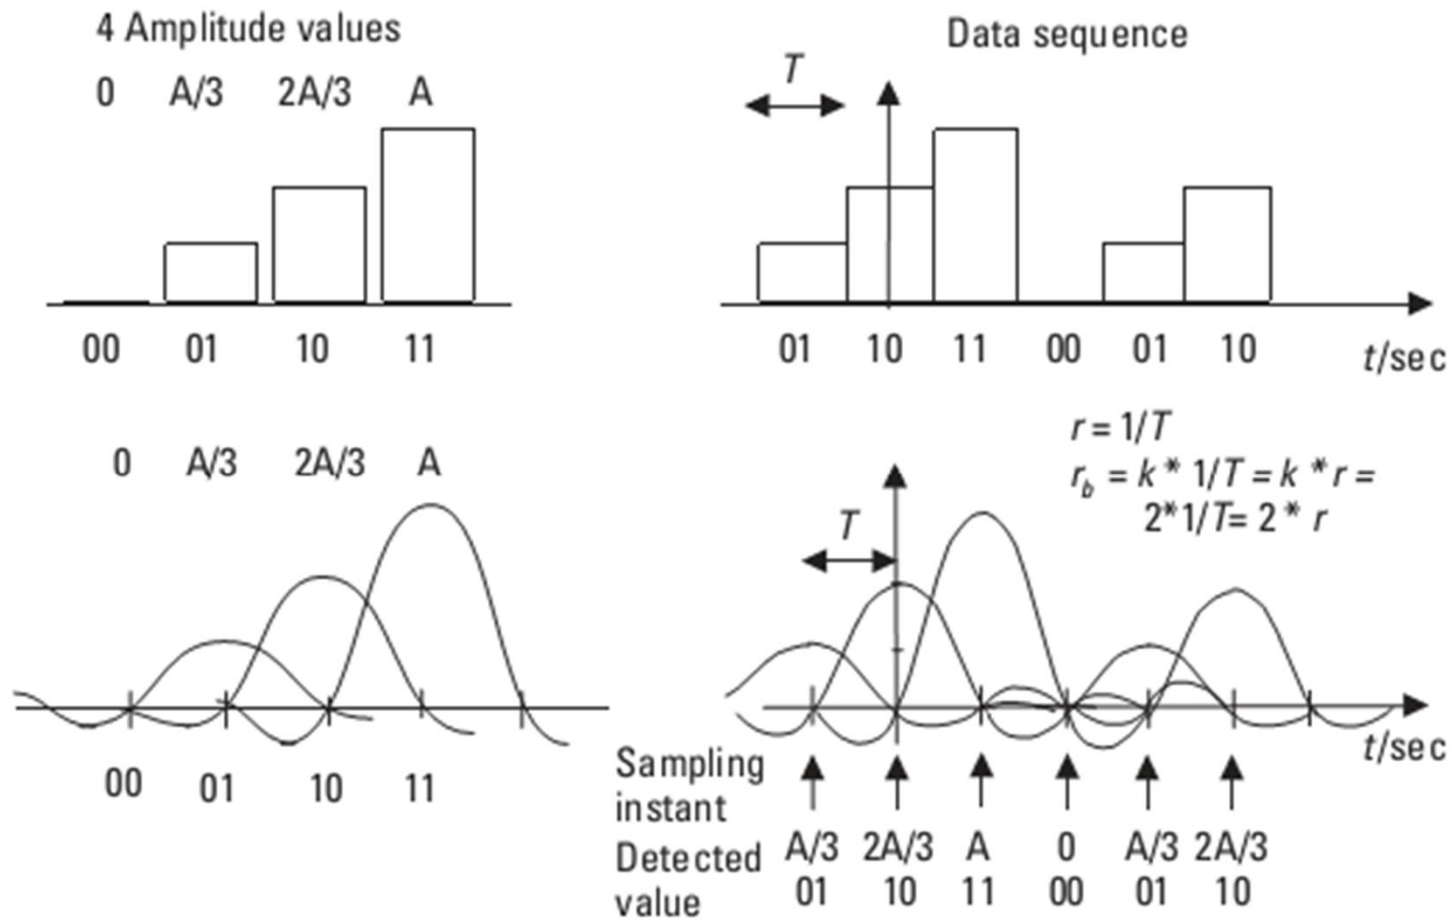 4 Amplitude values
0 A/3 2A/3 A
00 01 10 11
Data sequence
T
01 10 11 00 01 10
t/sec
0 A/3 2A/3 A
00 01 10 11
r = 1/T
r_b = k * 1/T = k * r =
2*1/T= 2 * r
T
t/sec
Sampling
instant
Detected A/3 2A/3 A 0 A/3 2A/3
value 01 10 11 00 01 10